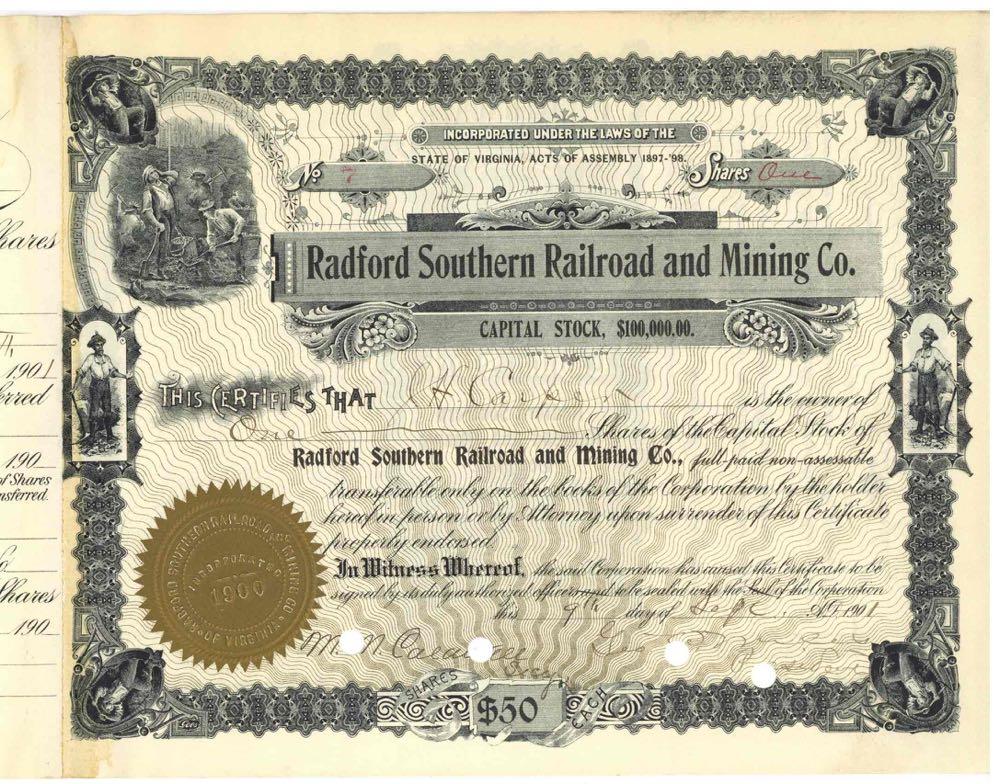 INCORPORATED UNDER THE LAWS OF THE
STATE OF VIRGINIA, ACTS OF ASSEMBLY 1897-'98.
No. 7
Shares One
Radford Southern Railroad and Mining Co.
CAPITAL STOCK, $100,000.00.
THIS CERTIFIES THAT is the owner of
One Shares of the Capital Stock of
Radford Southern Railroad and Mining Co., full-paid non-assessable
transferable only on the books of the Corporation by the holder
hereof in person or by Attorney upon surrender of this Certificate
properly endorsed.
In Witness Whereof, the said Corporation has caused this Certificate to be
signed by its duly authorized officers and to be sealed with the Seal of the Corporation
this 9th day of Sept A.D. 1901
SHARES $50 EACH
RADFORD SOUTHERN RAILROAD AND MINING CO.
INCORPORATED
1900
OF VIRGINIA
Shares
1901
190
of Shares
Shares
190